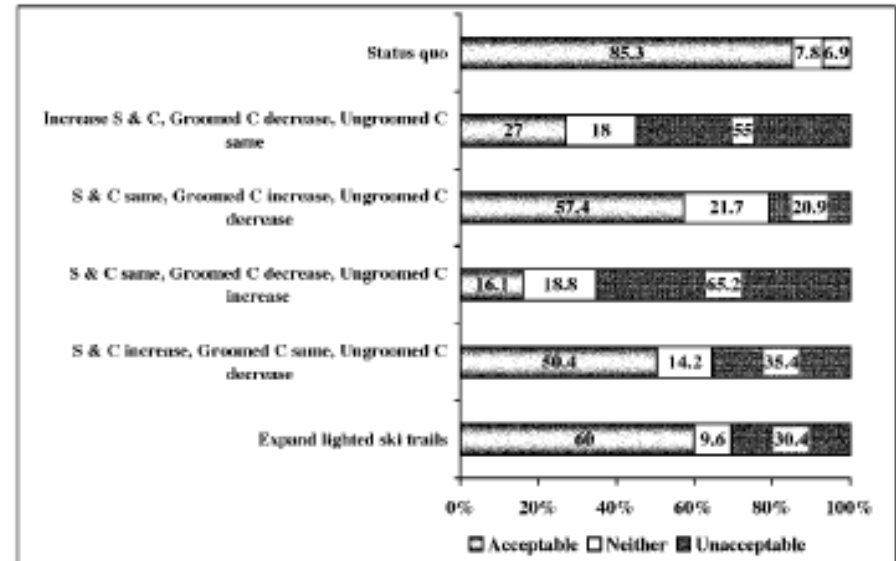 Status quo
85.3 7.8 6.9
Increase S & C, Groomed C decrease, Ungroomed C
same
27 18 55
S & C same, Groomed C increase, Ungroomed C
decrease
57.4 21.7 20.9
S & C same, Groomed C decrease, Ungroomed C
increase
16.1 18.8 65.2
S & C increase, Groomed C same, Ungroomed C
decrease
50.4 14.2 35.4
Expand lighted ski trails
60 9.6 30.4
0% 20% 40% 60% 80% 100%
Acceptable Neither Unacceptable